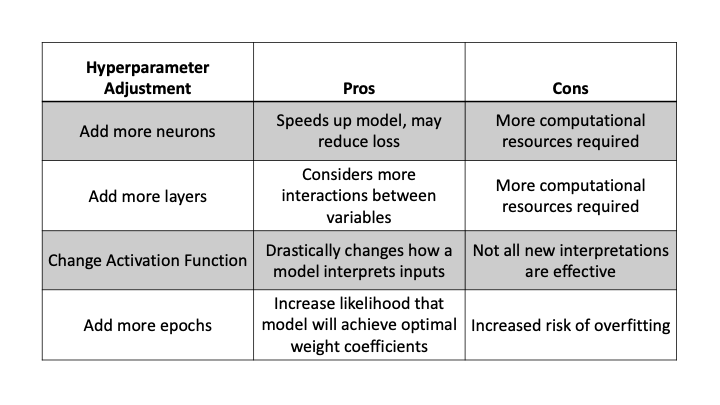 Hyperparameter
Adjustment
Pros
Cons
Add more neurons
Speeds up model, may
reduce loss
More computational
resources required
Add more layers
Considers more
interactions between
variables
More computational
resources required
Change Activation Function
Drastically changes how a
model interprets inputs
Not all new interpretations
are effective
Add more epochs
Increase likelihood that
model will achieve optimal
weight coefficients
Increased risk of overfitting